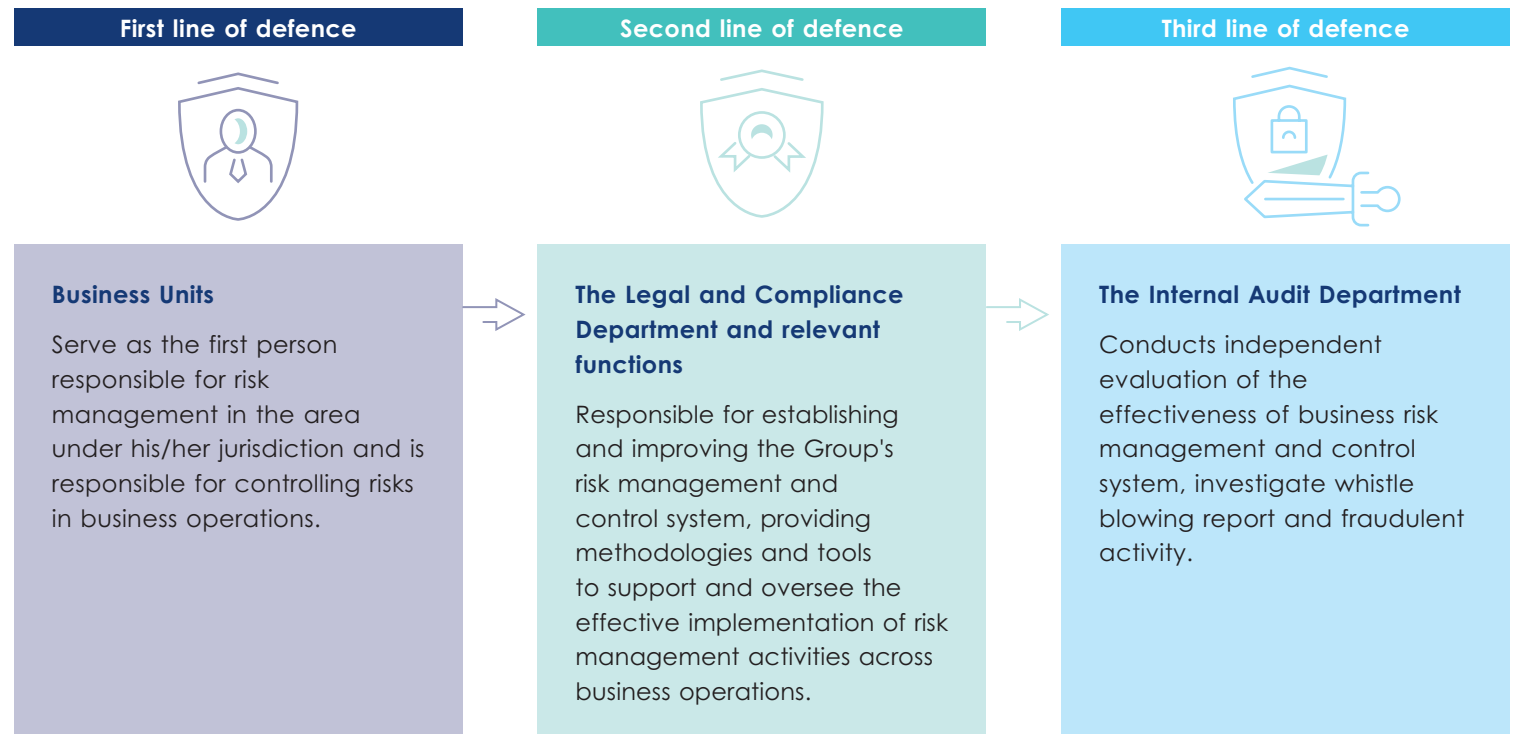 First line of defence
Second line of defence
Third line of defence
Business Units
Serve as the first person
responsible for risk
management in the area
under his/her jurisdiction and is
responsible for controlling risks
in business operations.
The Legal and Compliance
Department and relevant
functions
Responsible for establishing
and improving the Group's
risk management and
control system, providing
methodologies and tools
to support and oversee the
effective implementation of risk
management activities across
business operations.
The Internal Audit Department
Conducts independent
evaluation of the
effectiveness of business risk
management and control
system, investigate whistle
blowing report and fraudulent
activity.